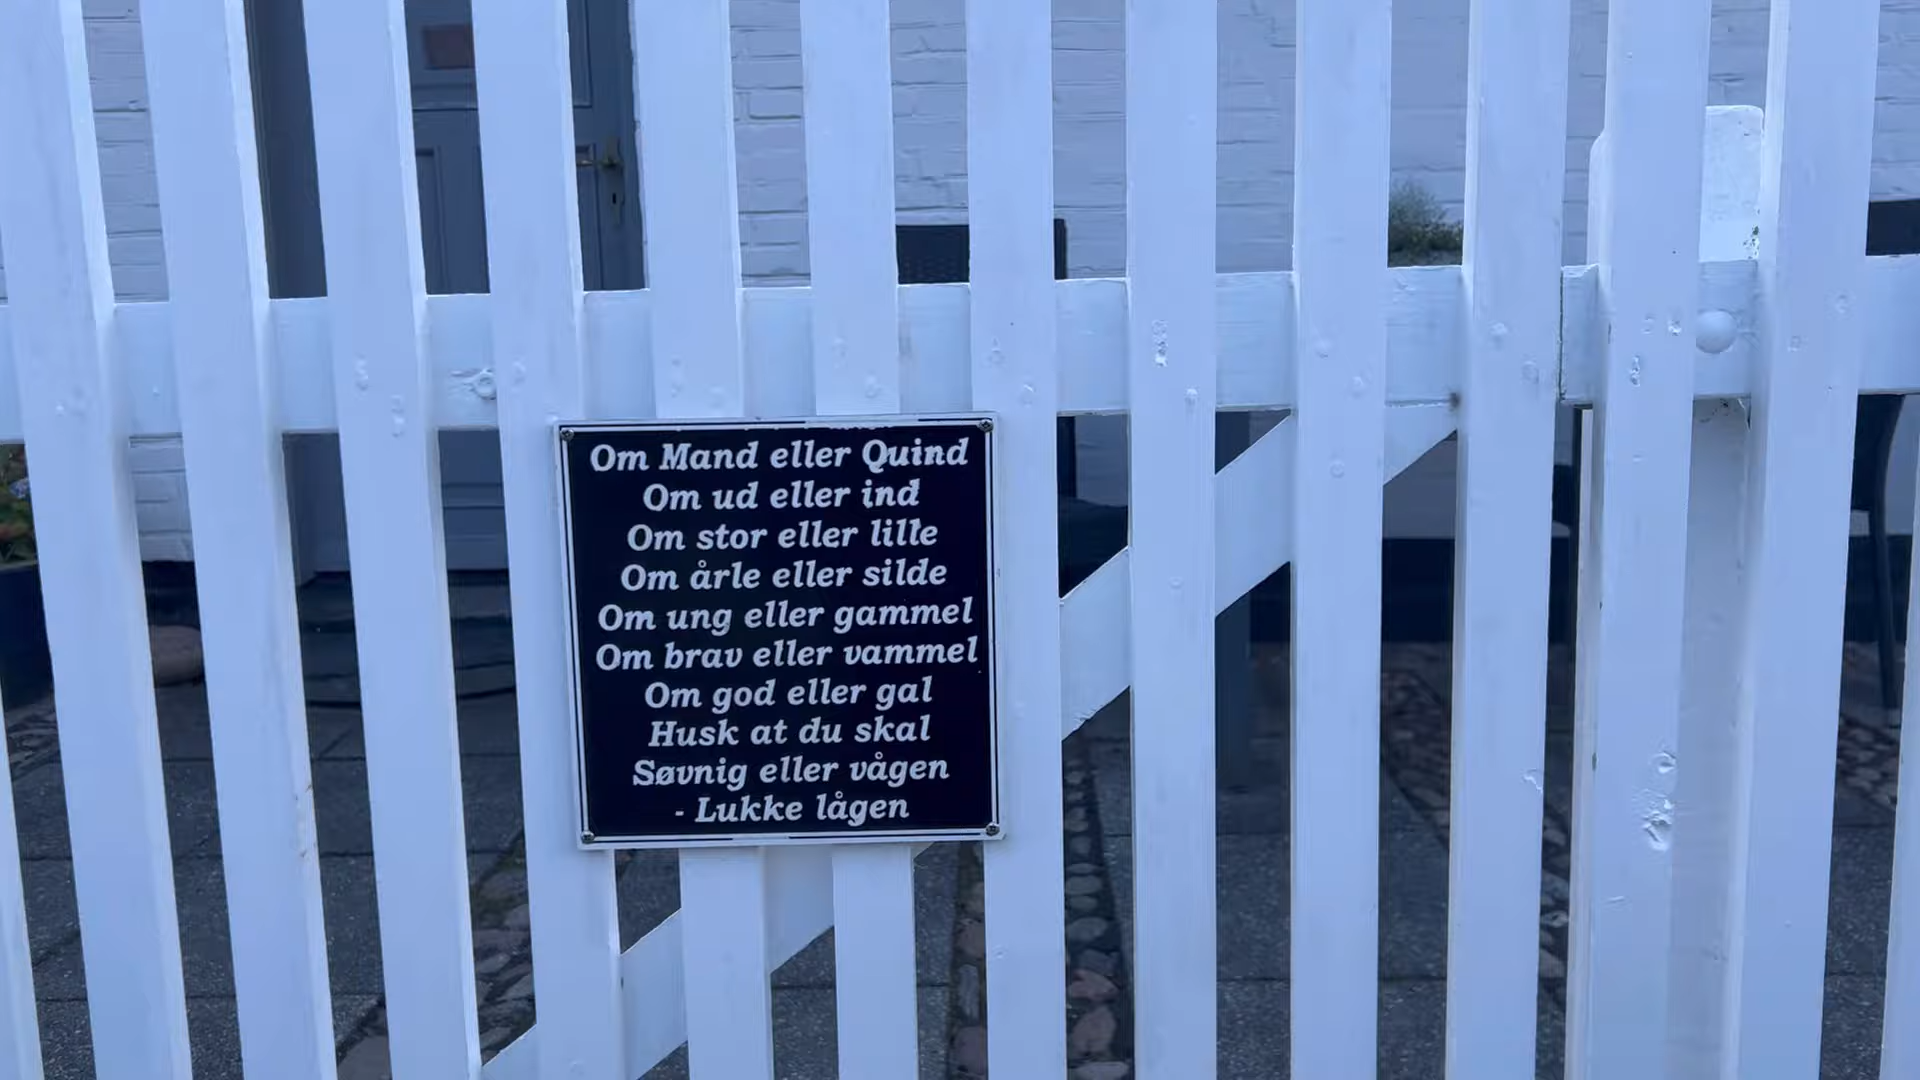 Om Mand eller Quind
Om ud eller ind
Om stor eller lille
Om årle eller silde
Om ung eller gammel
Om brav eller vammel
Om god eller gal
Husk at du skal
Søvnig eller vågen
- Lukke lågen